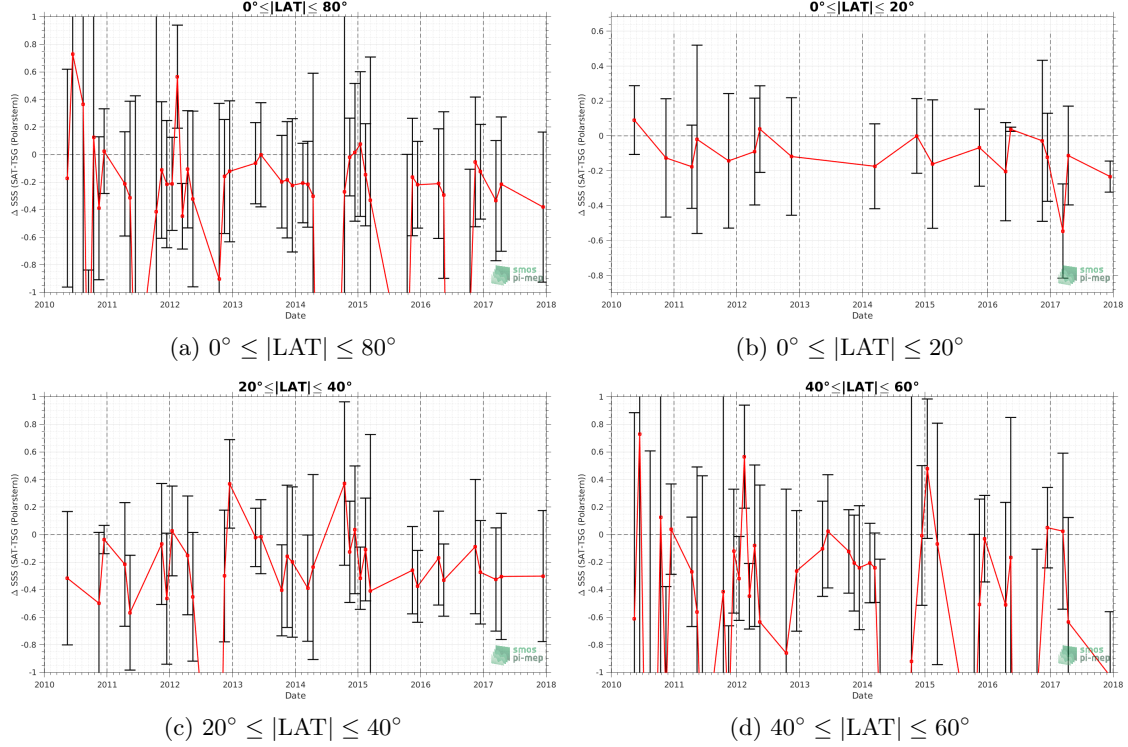 0°≤|LAT|≤ 80°
Δ SSS (SAT-TSG (Polarstern))
1
0.8
0.6
0.4
0.2
0
-0.2
-0.4
-0.6
-0.8
-1
2010 2011 2012 2013 2014 2015 2016 2017 2018
Date
smos
pi-mep
(a) 0° ≤ |LAT| ≤ 80°
0°≤|LAT|≤ 20°
Δ SSS (SAT-TSG (Polarstern))
0.6
0.4
0.2
0
-0.2
-0.4
-0.6
-0.8
2010 2011 2012 2013 2014 2015 2016 2017 2018
Date
smos
pi-mep
(b) 0° ≤ |LAT| ≤ 20°
20°≤|LAT|≤ 40°
Δ SSS (SAT-TSG (Polarstern))
1
0.8
0.6
0.4
0.2
0
-0.2
-0.4
-0.6
-0.8
-1
2010 2011 2012 2013 2014 2015 2016 2017 2018
Date
smos
pi-mep
(c) 20° ≤ |LAT| ≤ 40°
40°≤|LAT|≤ 60°
Δ SSS (SAT-TSG (Polarstern))
1
0.8
0.6
0.4
0.2
0
-0.2
-0.4
-0.6
-0.8
-1
2010 2011 2012 2013 2014 2015 2016 2017 2018
Date
smos
pi-mep
(d) 40° ≤ |LAT| ≤ 60°